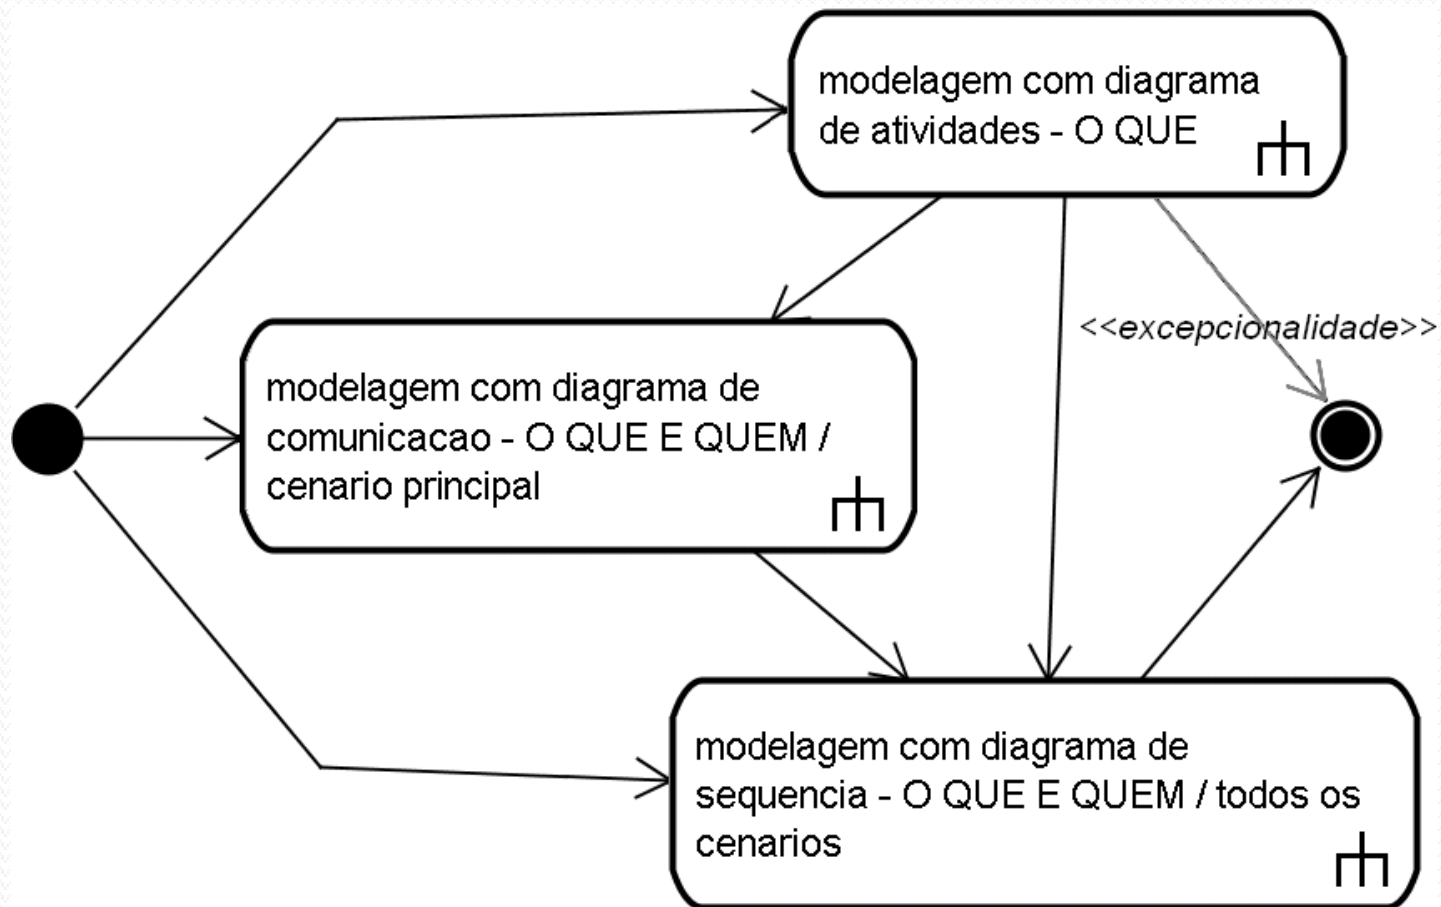 modelagem com diagrama
de atividades - O QUE
<<excepcionalidade>>
modelagem com diagrama de
comunicacao - O QUE E QUEM /
cenario principal
modelagem com diagrama de
sequencia - O QUE E QUEM / todos os
cenarios